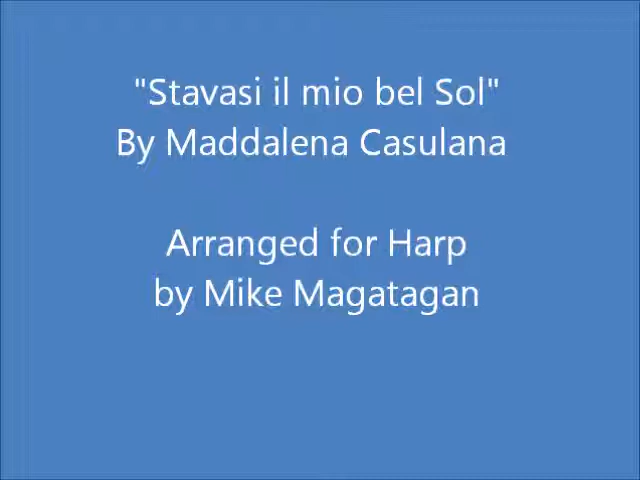 "Stavasi il mio bel Sol"
By Maddalena Casulana
Arranged for Harp
by Mike Magatagan